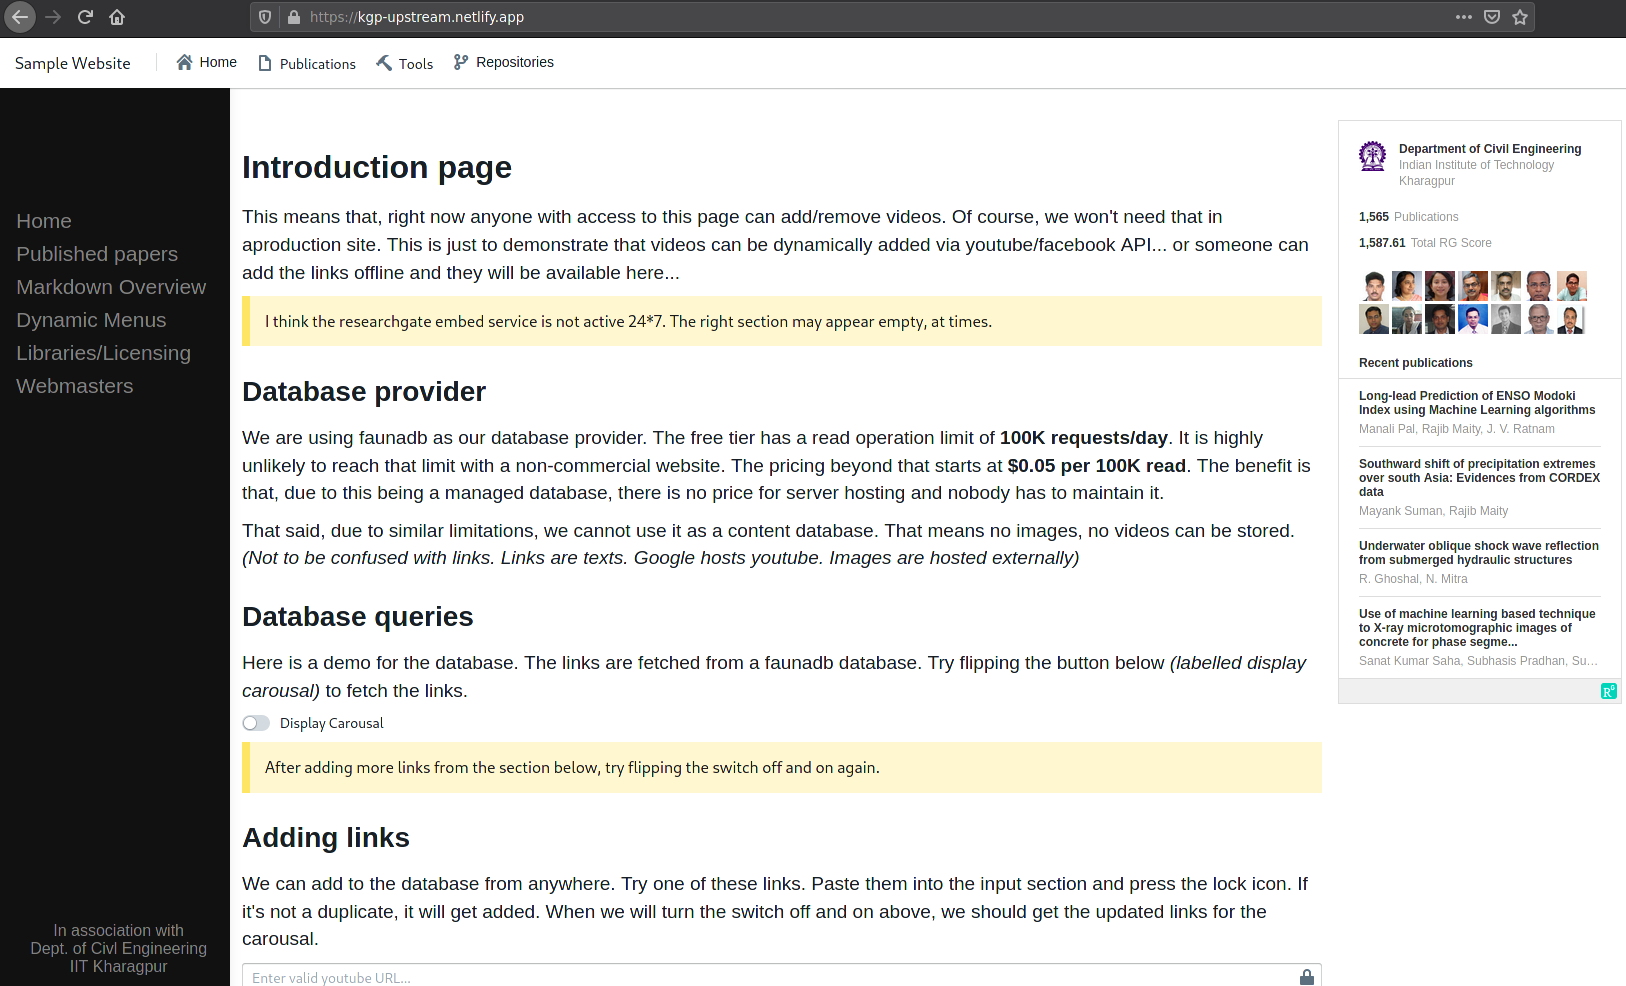 https://kgp-upstream.netlify.app
Sample Website
Home
Publications
Tools
Repositories
Home
Published papers
Markdown Overview
Dynamic Menus
Libraries/Licensing
Webmasters
In association with
Dept. of Civl Engineering
IIT Kharagpur
Introduction page
This means that, right now anyone with access to this page can add/remove videos. Of course, we won't need that in
aproduction site. This is just to demonstrate that videos can be dynamically added via youtube/facebook API... or someone can
add the links offline and they will be available here...
I think the researchgate embed service is not active 24*7. The right section may appear empty, at times.
Database provider
We are using faunadb as our database provider. The free tier has a read operation limit of 100K requests/day. It is highly
unlikely to reach that limit with a non-commercial website. The pricing beyond that starts at $0.05 per 100K read. The benefit is
that, due to this being a managed database, there is no price for server hosting and nobody has to maintain it.
That said, due to similar limitations, we cannot use it as a content database. That means no images, no videos can be stored.
(Not to be confused with links. Links are texts. Google hosts youtube. Images are hosted externally)
Database queries
Here is a demo for the database. The links are fetched from a faunadb database. Try flipping the button below (labelled display
carousal) to fetch the links.
Display Carousal
After adding more links from the section below, try flipping the switch off and on again.
Adding links
We can add to the database from anywhere. Try one of these links. Paste them into the input section and press the lock icon. If
it's not a duplicate, it will get added. When we will turn the switch off and on above, we should get the updated links for the
carousal.
Enter valid youtube URL...
Department of Civil Engineering
Indian Institute of Technology
Kharagpur
1,565 Publications
1,587.61 Total RG Score
Recent publications
Long-lead Prediction of ENSO Modoki
Index using Machine Learning algorithms
Manali Pal, Rajib Maity, J. V. Ratnam
Southward shift of precipitation extremes
over south Asia: Evidences from CORDEX
data
Mayank Suman, Rajib Maity
Underwater oblique shock wave reflection
from submerged hydraulic structures
R. Ghoshal, N. Mitra
Use of machine learning based technique
to X-ray microtomographic images of
concrete for phase segme...
Sanat Kumar Saha, Subhasis Pradhan, Su...
RG